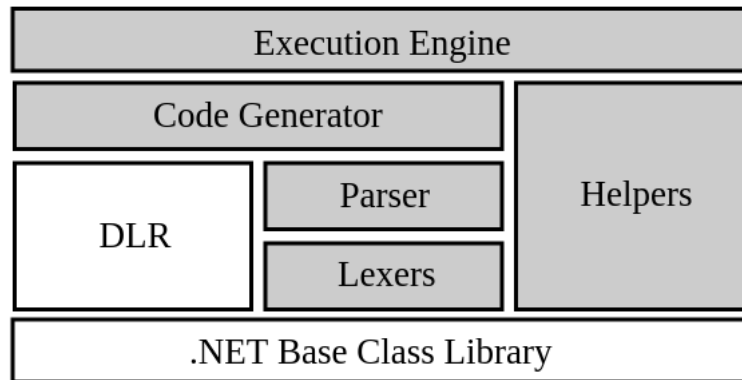 Execution Engine
Code Generator
Helpers
DLR
Parser
Lexers
.NET Base Class Library